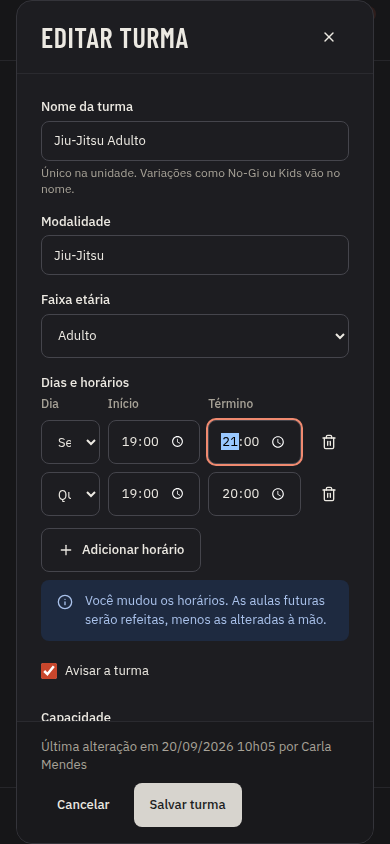 EDITAR TURMA
Nome da turma
Jiu-Jitsu Adulto
Único na unidade. Variações como No-Gi ou Kids vão no
nome.
Modalidade
Jiu-Jitsu
Faixa etária
Adulto
Dias e horários
Dia Início Término
Se 19:00 21:00
19:00 20:00
Adicionar horário
Você mudou os horários. As aulas futuras
serão refeitas, menos as alteradas à mão.
Avisar a turma
Capacidade
Última alteração em 20/09/2026 10h05 por Carla
Mendes
Cancelar Salvar turma